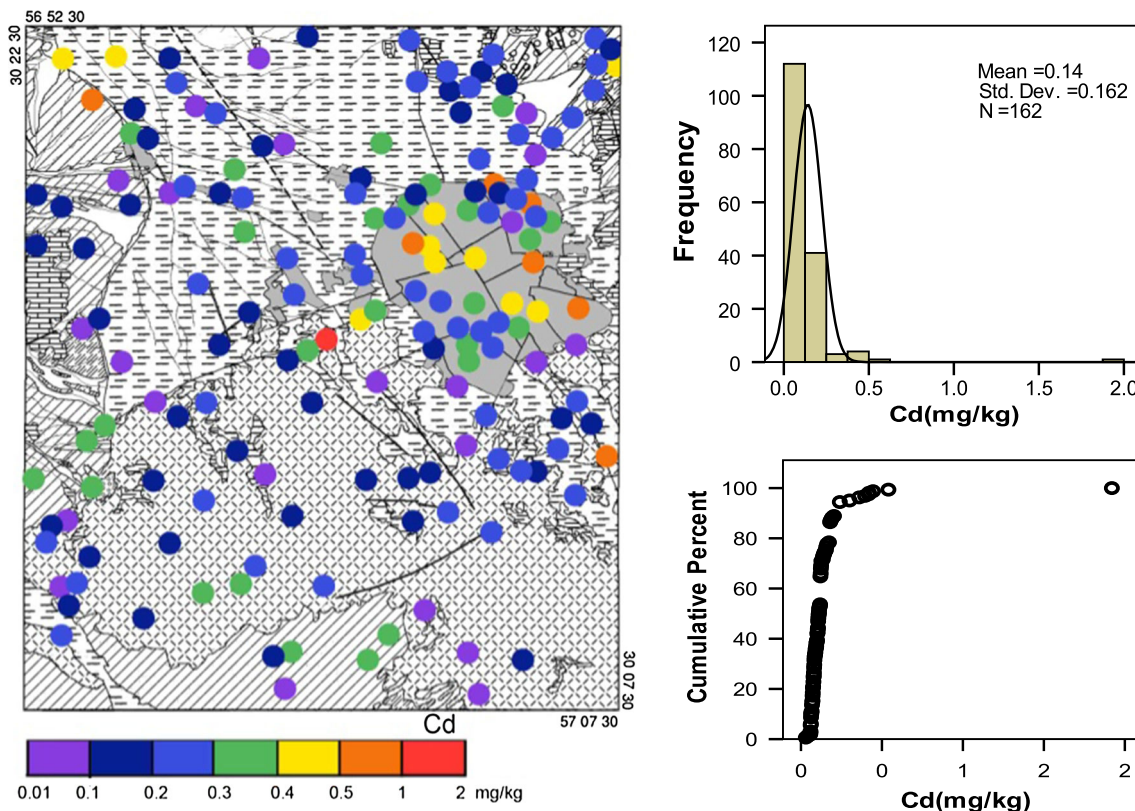 56 52 30
30 22 30
30 07 30
57 07 30
Cd
0.01 0.1 0.2 0.3 0.4 0.5 1 2 mg/kg
120
100
80
60
40
20
0
Frequency
Mean =0.14
Std. Dev. =0.162
N =162
0.0 0.5 1.0 1.5 2.0
Cd(mg/kg)
100
80
60
40
20
0
Cumulative Percent
0 0 1 2 2
Cd(mg/kg)